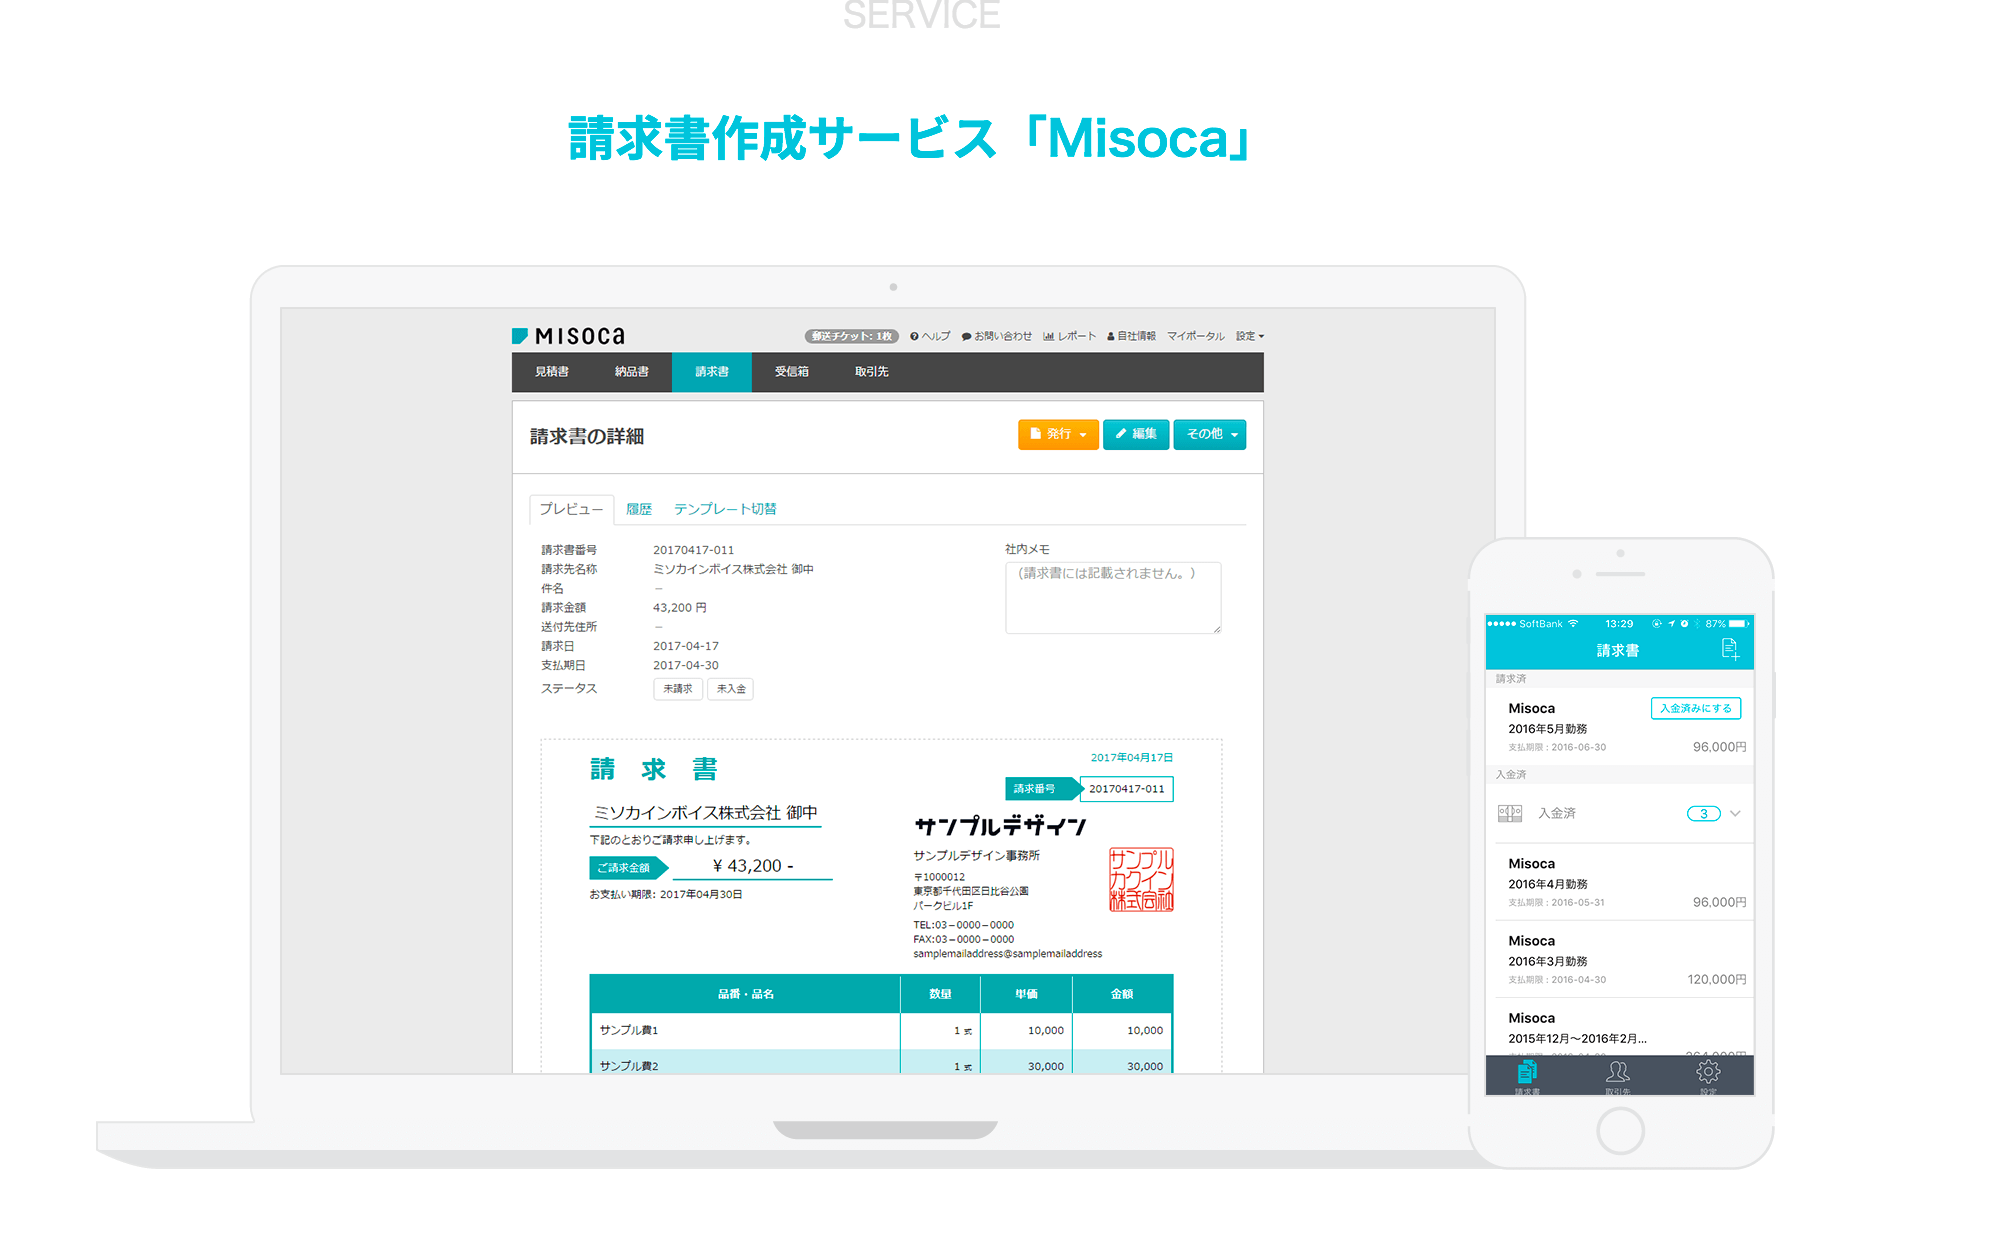 SERVICE
請求書作成サービス「Misoca」
MISOCA
郵送チケット: 1枚 ヘルプ お問い合わせ レポート 自社情報 マイポータル 設定
見積書 納品書 請求書 受信箱 取引先
請求書の詳細
発行 編集 その他
プレビュー 履歴 テンプレート切替
請求書番号 20170417-011
請求先名称 ミソカインボイス株式会社 御中
件名 –
請求金額 43,200 円
送付先住所 –
請求日 2017-04-17
支払期日 2017-04-30
ステータス 未請求 未入金
社内メモ
（請求書には記載されません。）
請 求 書
2017年04月17日
請求番号 20170417-011
ミソカインボイス株式会社 御中
下記のとおりご請求申し上げます。
ご請求金額 ¥ 43,200 -
お支払い期限: 2017年04月30日
サンプルデザイン
サンプルデザイン事務所
〒1000012
東京都千代田区日比谷公園
パークビル1F
TEL:03−0000−0000
FAX:03−0000−0000
samplemailaddress@samplemailaddress
サンプル
カクイン
株式会社
品番・品名 数量 単価 金額
サンプル費1 1 式 10,000 10,000
サンプル費2 1 式 30,000 30,000
SoftBank 13:29 87%
請求書
請求済
Misoca 入金済みにする
2016年5月勤務
支払期限 : 2016-06-30 96,000円
入金済
入金済 3
Misoca
2016年4月勤務
支払期限 : 2016-05-31 96,000円
Misoca
2016年3月勤務
支払期限 : 2016-04-30 120,000円
Misoca
2015年12月〜2016年2月...
請求書 取引先 設定